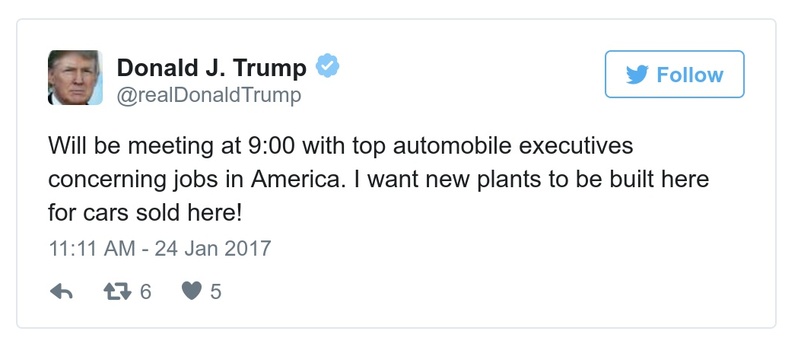 Donald J. Trump
@realDonaldTrump
Follow
Will be meeting at 9:00 with top automobile executives
concerning jobs in America. I want new plants to be built here
for cars sold here!
11:11 AM - 24 Jan 2017
6 5